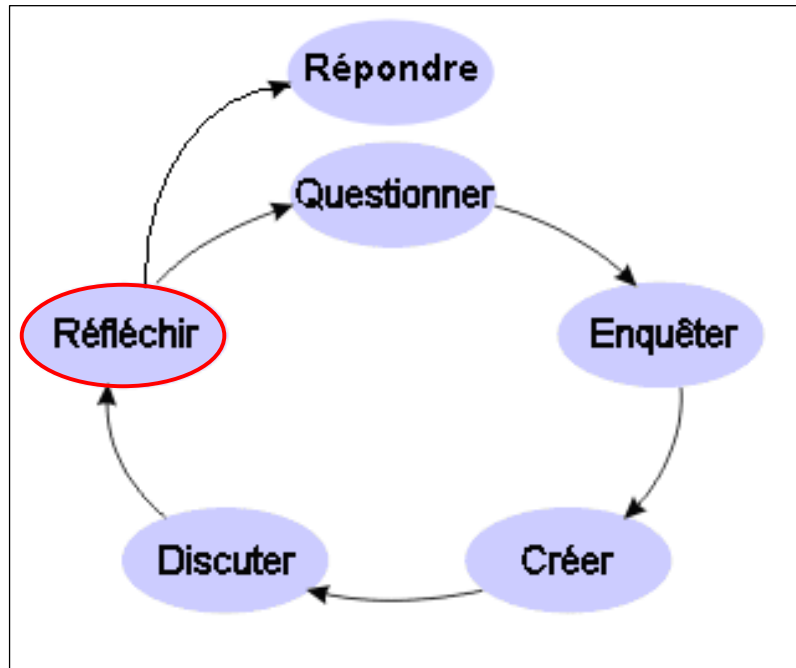 Répondre
Questionner
Enquêter
Créer
Discuter
Réfléchir